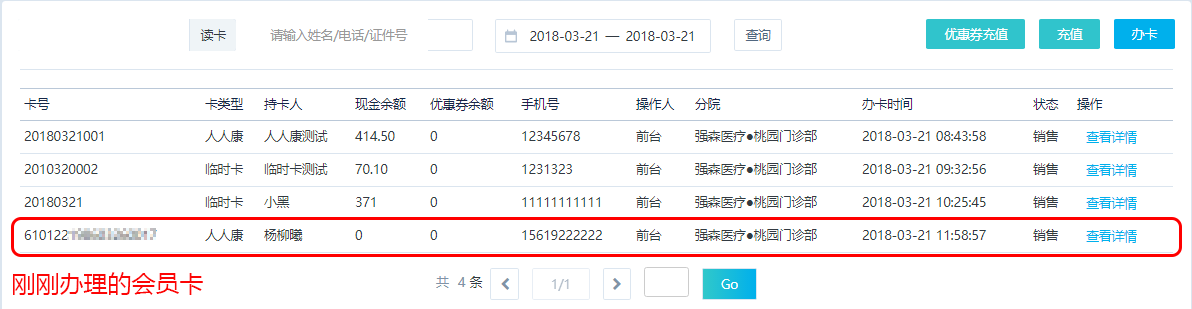 读卡 请输入姓名/电话/证件号 2018-03-21 — 2018-03-21 查询 优惠券充值 充值 办卡
卡号 卡类型 持卡人 现金余额 优惠券余额 手机号 操作人 分院 办卡时间 状态 操作
20180321001 人人康 人人康测试 414.50 0 12345678 前台 强森医疗●桃园门诊部 2018-03-21 08:43:58 销售 查看详情
2010320002 临时卡 临时卡测试 70.10 0 1231323 前台 强森医疗●桃园门诊部 2018-03-21 09:32:56 销售 查看详情
20180321 临时卡 小黑 371 0 11111111111 前台 强森医疗●桃园门诊部 2018-03-21 10:25:45 销售 查看详情
610122 人人康 杨柳曦 0 0 15619222222 前台 强森医疗●桃园门诊部 2018-03-21 11:58:57 销售 查看详情
刚刚办理的会员卡 共 4 条 1/1 Go